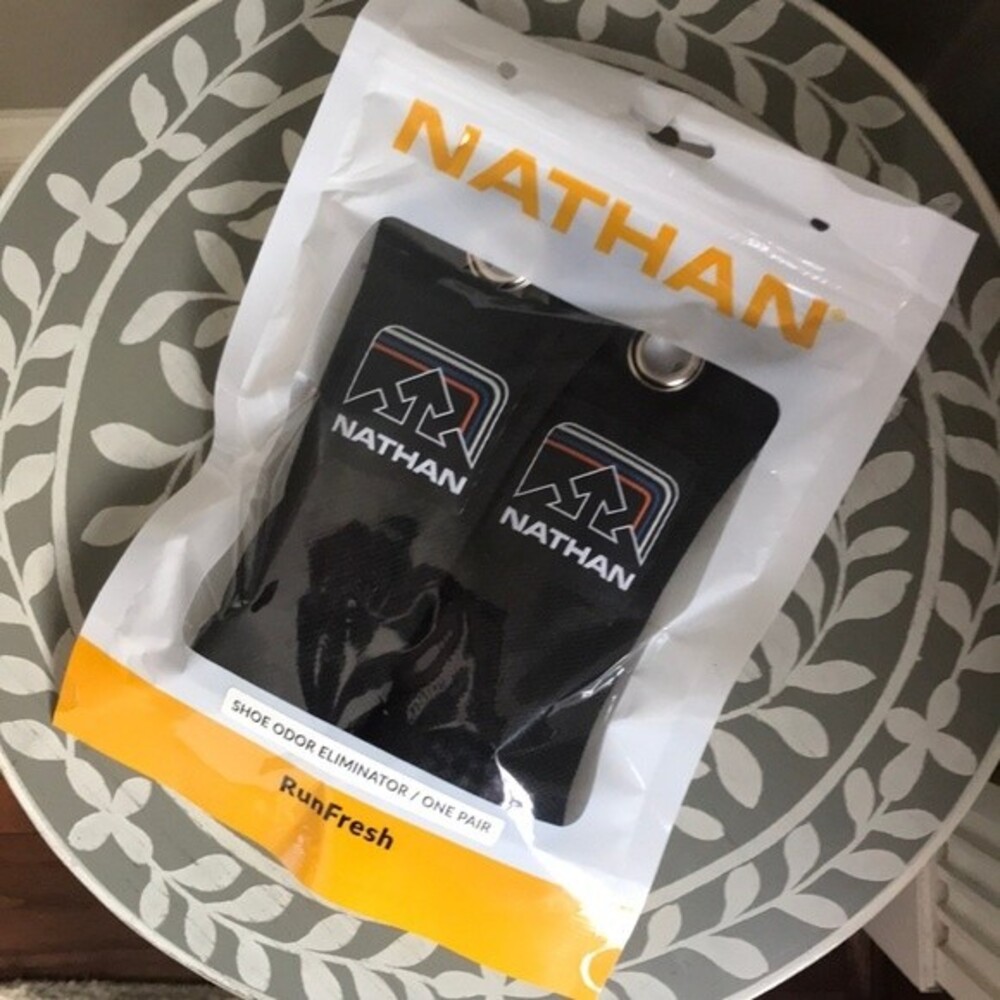 NATHAN®
NATHAN
NATHAN
SHOE ODOR ELIMINATOR / ONE PAIR
RunFresh